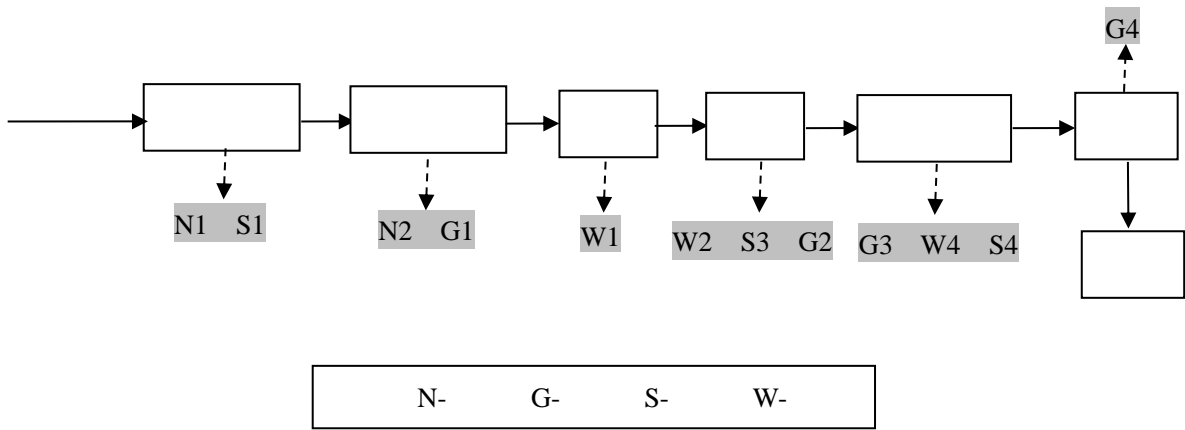 G4
N1 S1
N2 G1
W1
W2 S3 G2
G3 W4 S4
N- G- S- W-